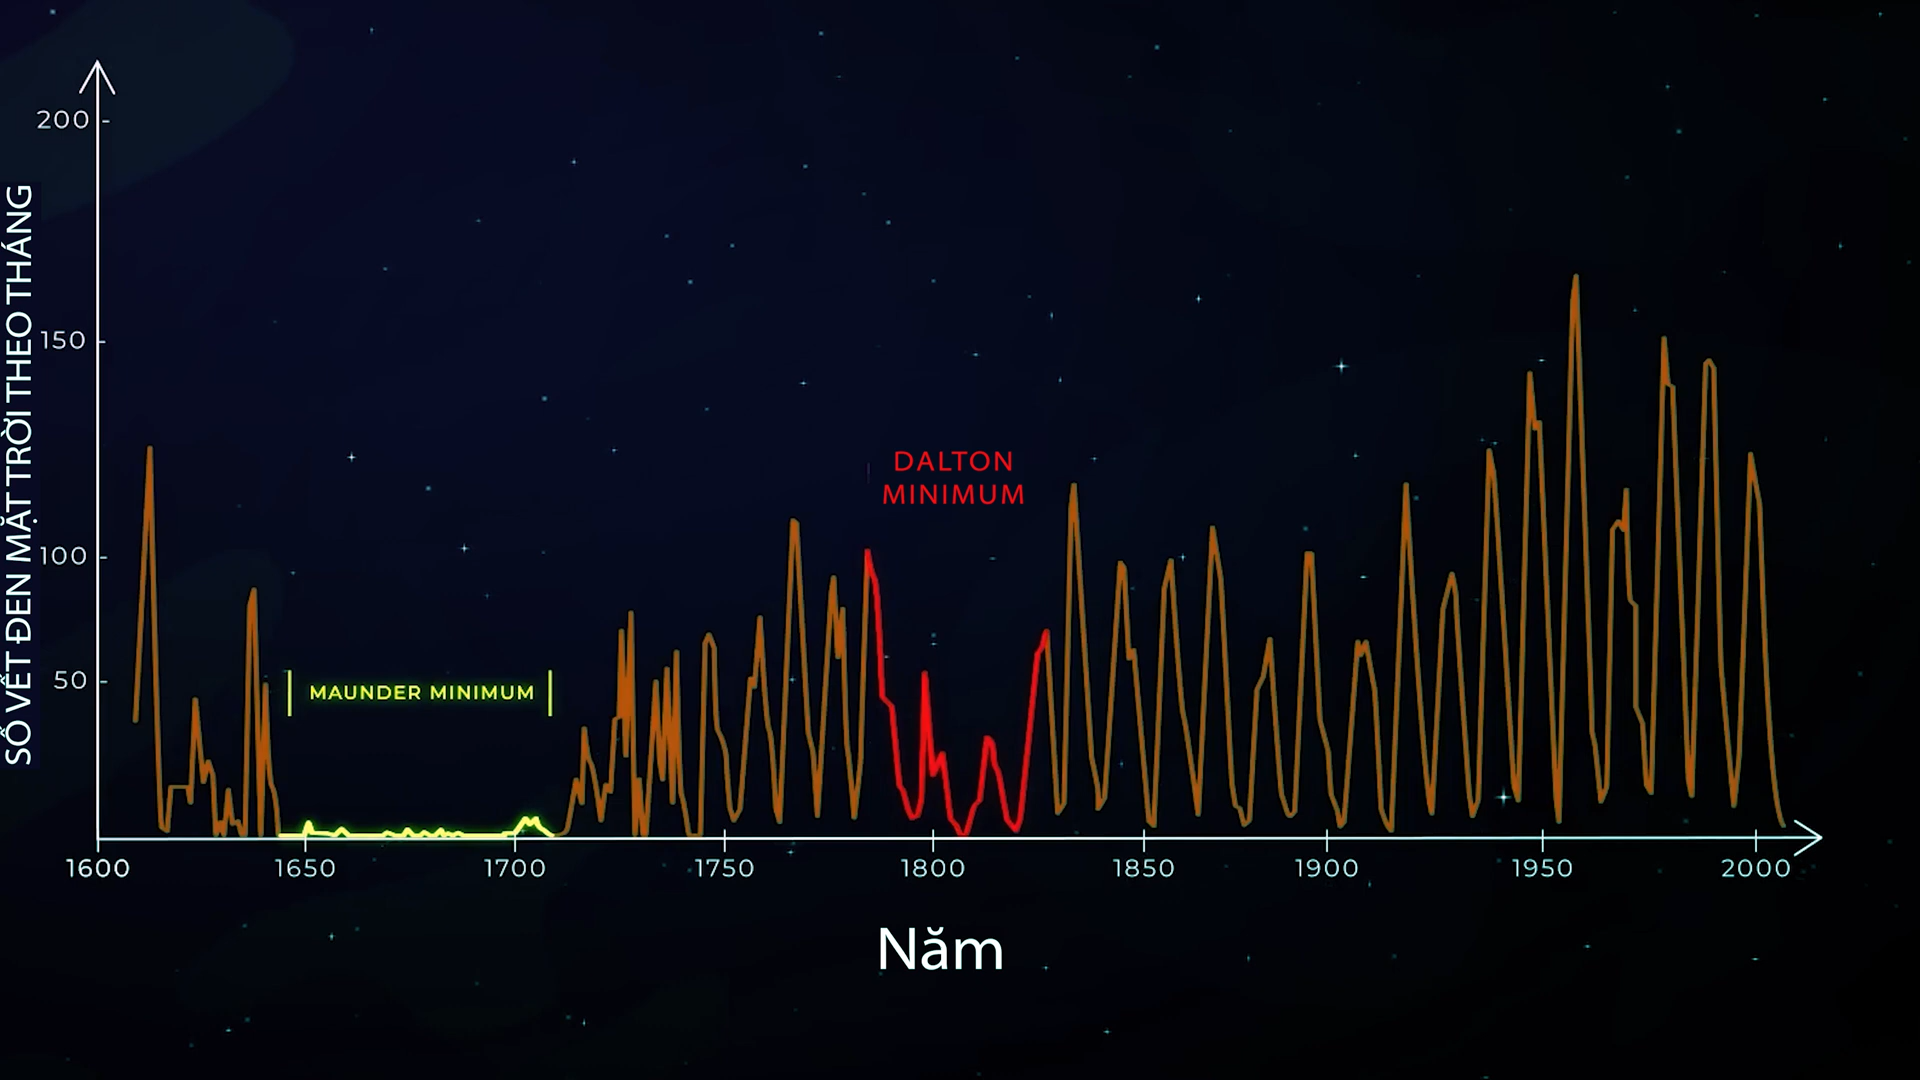 200
150
100
50
SỐ VẾT ĐEN MẶT TRỜI THEO THÁNG
DALTON
MINIMUM
MAUNDER MINIMUM
1600
1650
1700
1750
1800
1850
1900
1950
2000
Năm